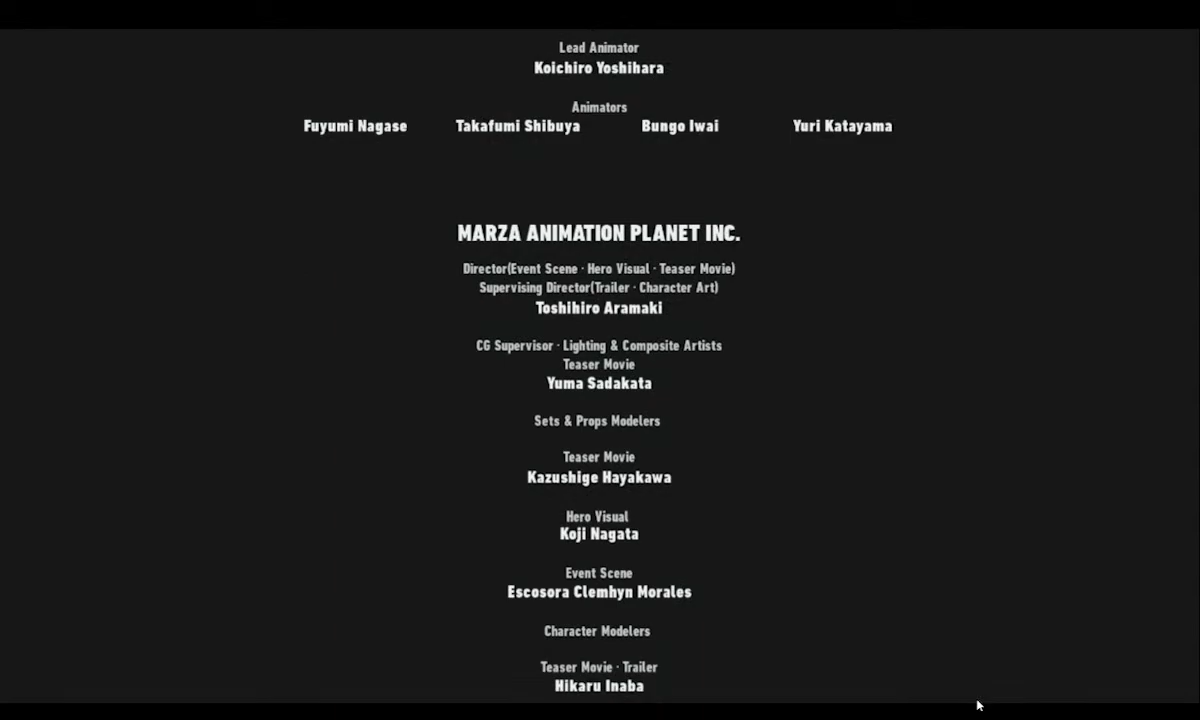 Lead Animator
Koichiro Yoshihara
Animators
Fuyumi Nagase Takafumi Shibuya Bungo Iwai Yuri Katayama
MARZA ANIMATION PLANET INC.
Director(Event Scene · Hero Visual · Teaser Movie)
Supervising Director(Trailer · Character Art)
Toshihiro Aramaki
CG Supervisor · Lighting & Composite Artists
Teaser Movie
Yuma Sadakata
Sets & Props Modelers
Teaser Movie
Kazushige Hayakawa
Hero Visual
Koji Nagata
Event Scene
Escosora Clemhyn Morales
Character Modelers
Teaser Movie · Trailer
Hikaru Inaba